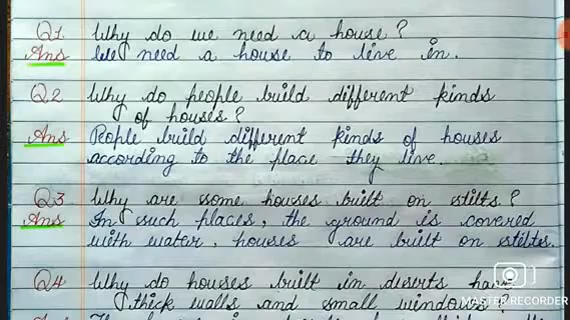 Q1 Why do we need a house?
Ans We need a house to live in.
Q2 Why do people build different kinds
of houses?
Ans People build different kinds of houses
according to the place they live.
Q3 Why are some houses built on stilts?
Ans In such places, the ground is covered
with water, houses are built on stiltes.
Q4 Why do houses built in deserts have
thick walls and small windows?
MASTER RECORDER